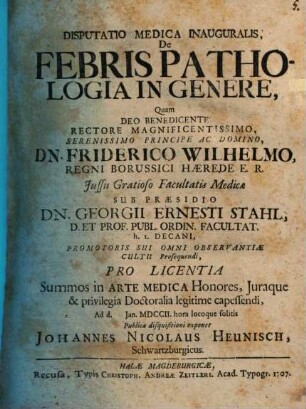 5.
DISPUTATIO MEDICA INAUGURALIS,
De
FEBRIS PATHO-
LOGIA IN GENERE,
Quam
DEO BENEDICENTE
RECTORE MAGNIFICENTISSIMO,
SERENISSIMO PRINCIPE AC DOMINO,
DN. FRIDERICO WILHELMO,
REGNI BORUSSICI HÆREDE E. R.
Jussu Gratioso Facultatis Medicæ
SUB PRÆSIDIO
DN. GEORGII ERNESTI STAHL,
D. ET PROF. PUBL. ORDIN. FACULTAT.
h. t. DECANI,
PROMOTORIS SUI OMNI OBSERVANTIÆ
CULTU Prosequendi,
PRO LICENTIA
Summos in ARTE MEDICA Honores, Juraque
& privilegia Doctoralia legitime capessendi,
Ad d. Jan. MDCCII. hora locoque solitis
Publicæ disquisitioni exponet
JOHANNES NICOLAUS HEUNISCH,
Schwartzburgicus.
HALÆ MAGDEBURGICÆ,
Recusa, Typis CHRISTOPH. ANDREÆ ZEITLERI, Acad. Typogr. 1707.